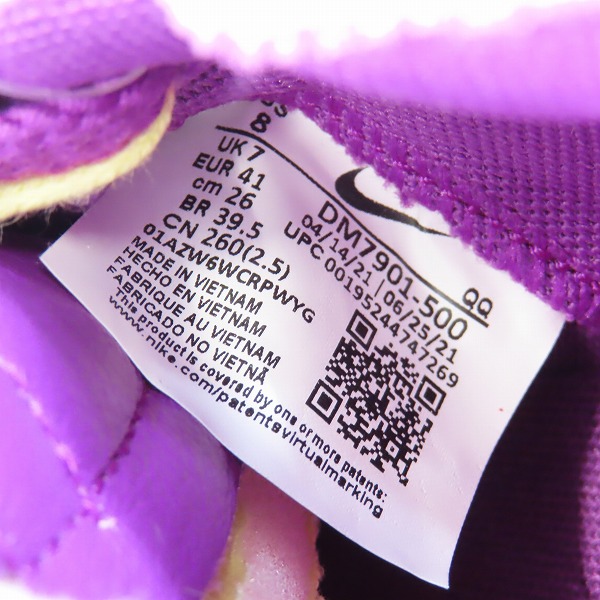 US 8
UK 7
EUR 41
cm 26
BR 39.5
CN 260(2.5)
01AZW6WCRPWYG
MADE IN VIETNAM
HECHO EN VIETNAM
FABRIQUE AU VIETNAM
FABRICADO NO VIETNÃ
This product is covered by one or more patents:
www.nike.com/patentsvirtualmarking
DM7901-500 QQ
04/14/21 | 06/25/21
UPC 00195244747269